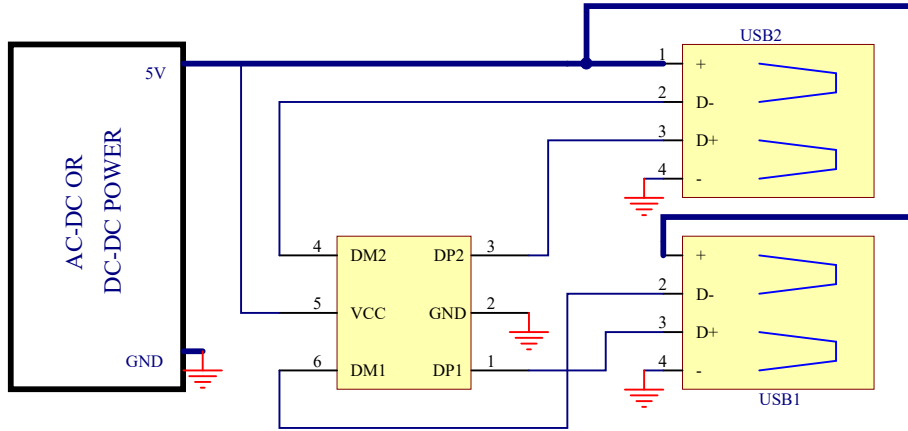 USB2
5V
1
+
2
D-
3
D+
4
-
AC-DC OR
DC-DC POWER
4
DM2
DP2
3
5
VCC
GND
2
6
DM1
DP1
1
+
2
D-
3
D+
4
-
GND
USB1